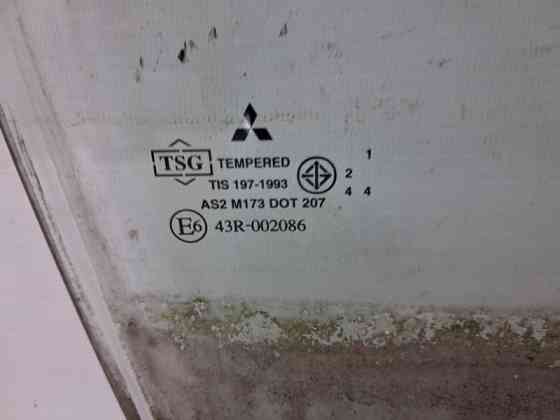 TSG TEMPERED 1
2
TIS 197-1993
4 4
AS2 M173 DOT 207
E6 43R-002086